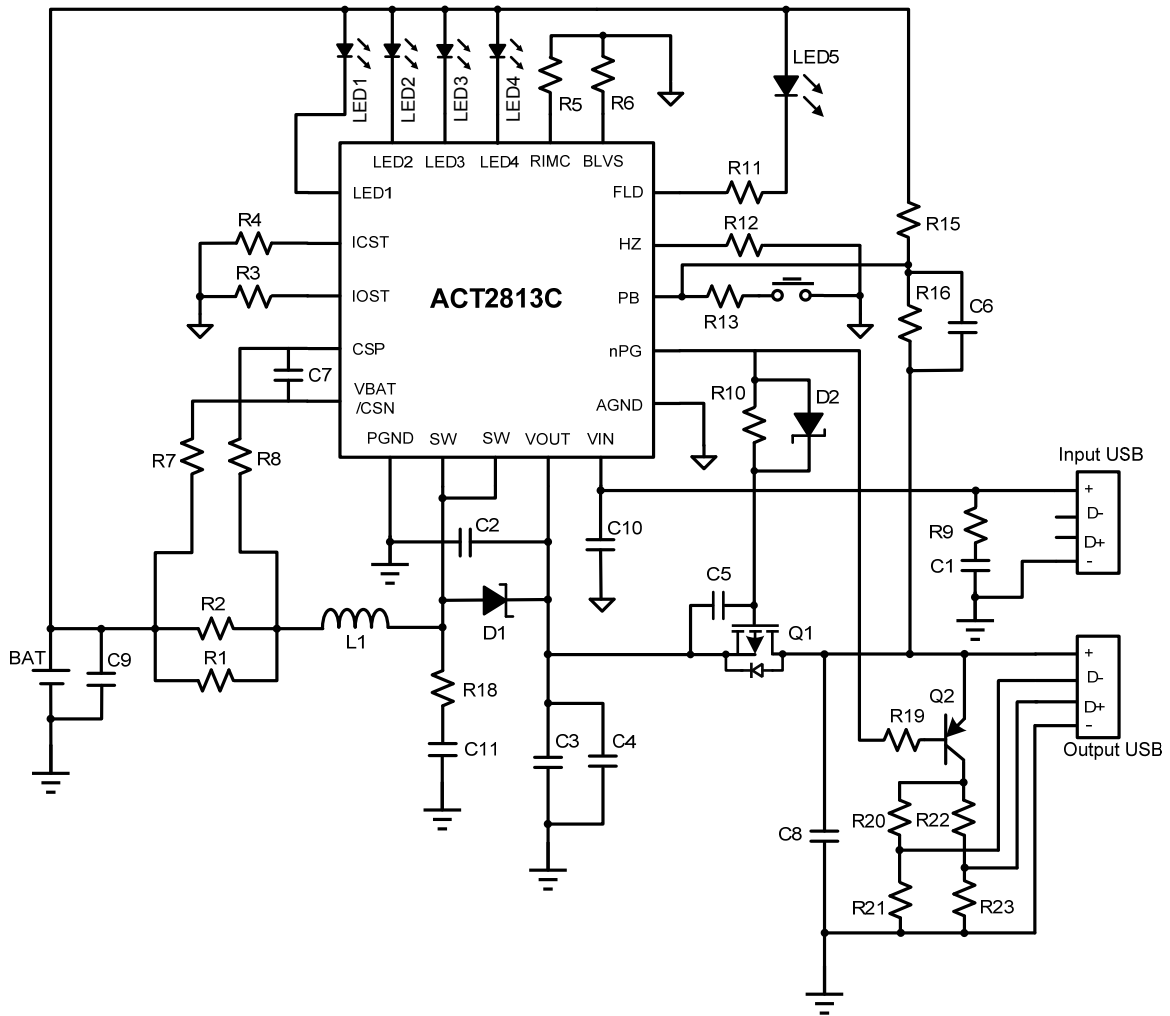 LED5
LED1
LED2
LED3
LED4
R5
R6
LED2
LED3
LED4
RIMC
BLVS
LED1
FLD
R11
R4
ICST
HZ
R12
R15
R3
IOST
ACT2813C
PB
R13
R16
C6
CSP
nPG
C7
VBAT
/CSN
AGND
R10
D2
PGND
SW
SW
VOUT
VIN
R7
R8
Input USB
+
D-
D+
-
R9
C1
C2
C10
R2
R1
L1
D1
C5
Q1
BAT
C9
R18
C11
C3
C4
+
D-
D+
-
Output USB
Q2
R19
C8
R20
R22
R21
R23